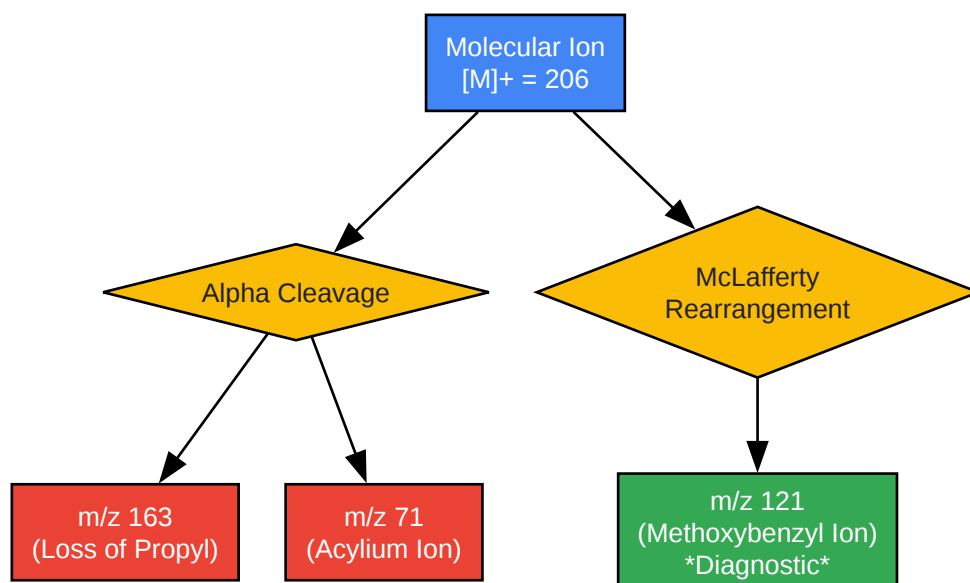 Molecular Ion
[M]+ = 206
Alpha Cleavage
McLafferty
Rearrangement
m/z 163
(Loss of Propyl)
m/z 71
(Acylium Ion)
m/z 121
(Methoxybenzyl Ion)
*Diagnostic*